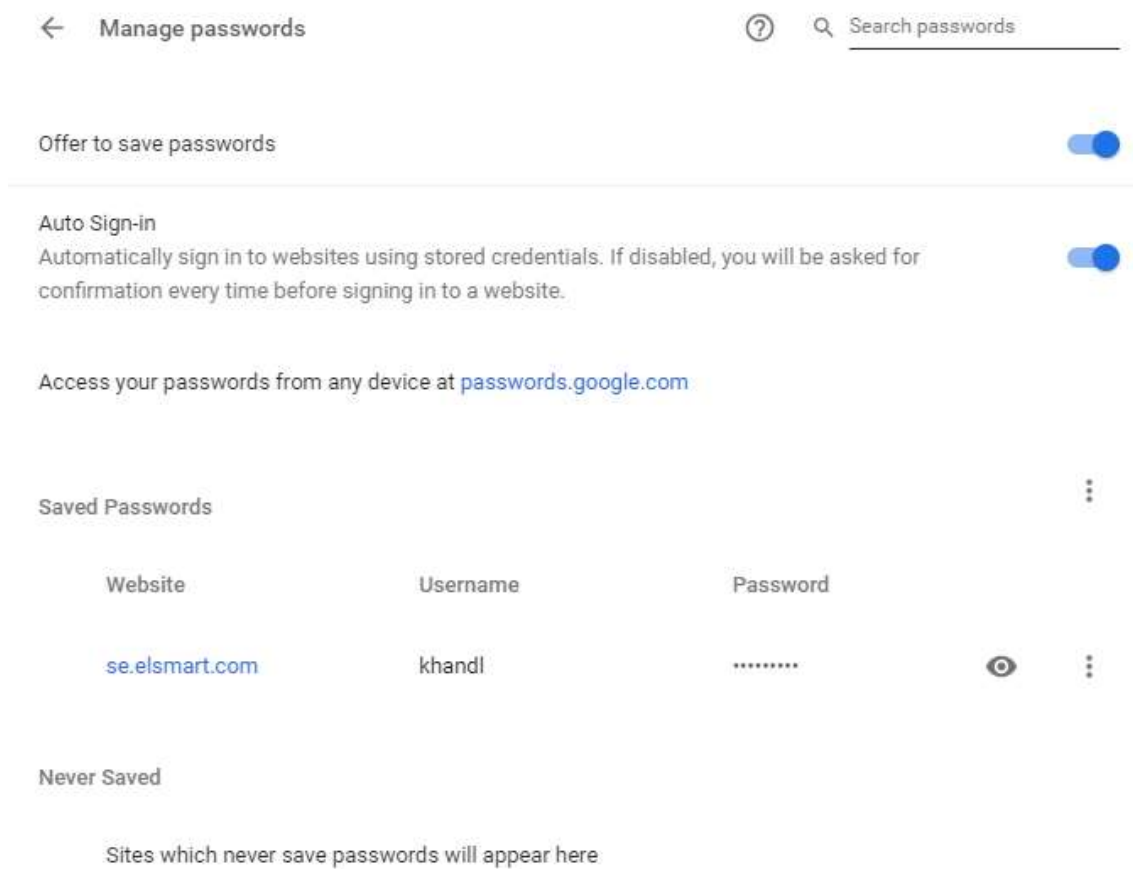 Manage passwords
Search passwords
Offer to save passwords
Auto Sign-in
Automatically sign in to websites using stored credentials. If disabled, you will be asked for
confirmation every time before signing in to a website.
Access your passwords from any device at passwords.google.com
Saved Passwords
Website Username Password
se.elsmart.com khandl •••••••••
Never Saved
Sites which never save passwords will appear here